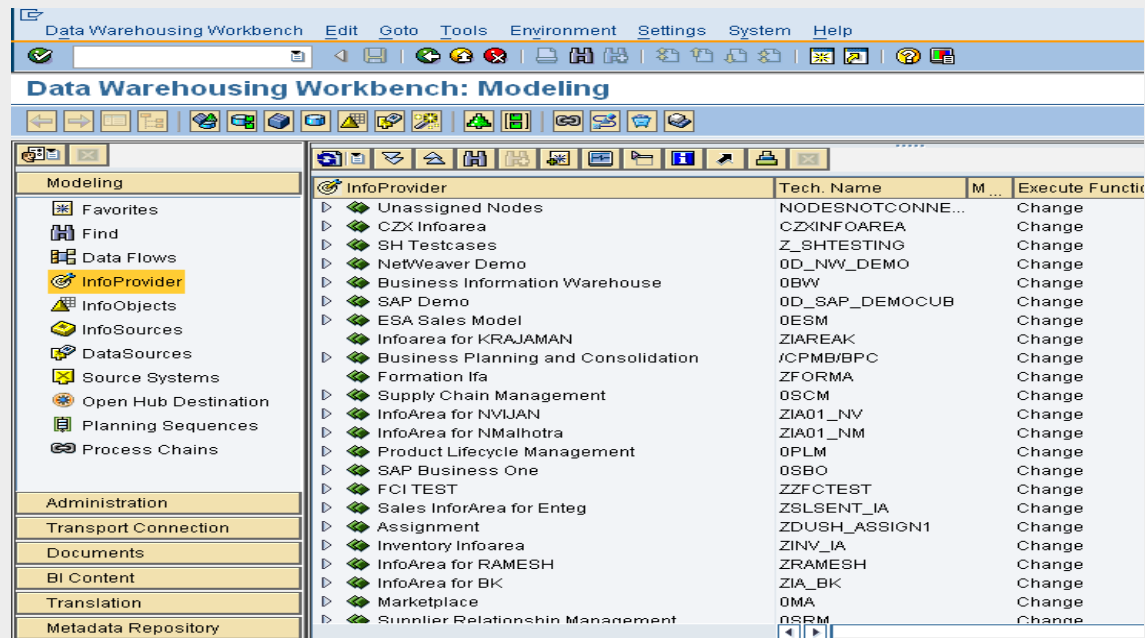 Data Warehousing Workbench Edit Goto Tools Environment Settings System Help
Data Warehousing Workbench: Modeling
Modeling
Favorites
Find
Data Flows
InfoProvider
InfoObjects
InfoSources
DataSources
Source Systems
Open Hub Destination
Planning Sequences
Process Chains
Administration
Transport Connection
Documents
BI Content
Translation
Metadata Repository
InfoProvider Tech. Name M ... Execute Functic
Unassigned Nodes NODESNOTCONNE... Change
CZX Infoarea CZXINFOAREA Change
SH Testcases Z_SHTESTING Change
NetWeaver Demo 0D_NW_DEMO Change
Business Information Warehouse 0BW Change
SAP Demo 0D_SAP_DEMOCUB Change
ESA Sales Model 0ESM Change
Infoarea for KRAJAMAN ZIAREAK Change
Business Planning and Consolidation /CPMB/BPC Change
Formation Ifa ZFORMA Change
Supply Chain Management 0SCM Change
InfoArea for NVIJAN ZIA01_NV Change
InfoArea for NMalhotra ZIA01_NM Change
Product Lifecycle Management 0PLM Change
SAP Business One 0SBO Change
FCI TEST ZZFCTEST Change
Sales InforArea for Enteg ZSLSENT_IA Change
Assignment ZDUSH_ASSIGN1 Change
Inventory Infoarea ZINV_IA Change
InfoArea for RAMESH ZRAMESH Change
InfoArea for BK ZIA_BK Change
Marketplace 0MA Change
Supplier Relationship Management 0SRM Change